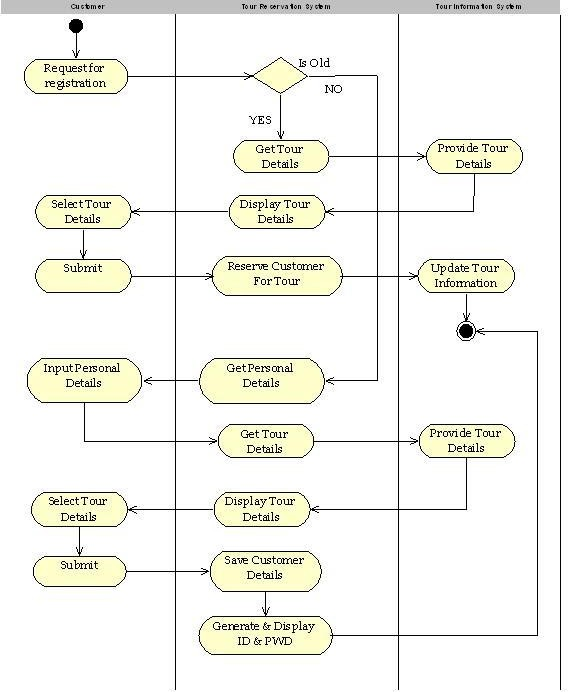 Customer
Tour Reservation System
Tour Information System
Request for
registration
Is Old
NO
YES
Get Tour
Details
Provide Tour
Details
Select Tour
Details
Display Tour
Details
Submit
Reserve Customer
For Tour
Update Tour
Information
Input Personal
Details
Get Personal
Details
Get Tour
Details
Provide Tour
Details
Select Tour
Details
Display Tour
Details
Submit
Save Customer
Details
Generate & Display
ID & PWD